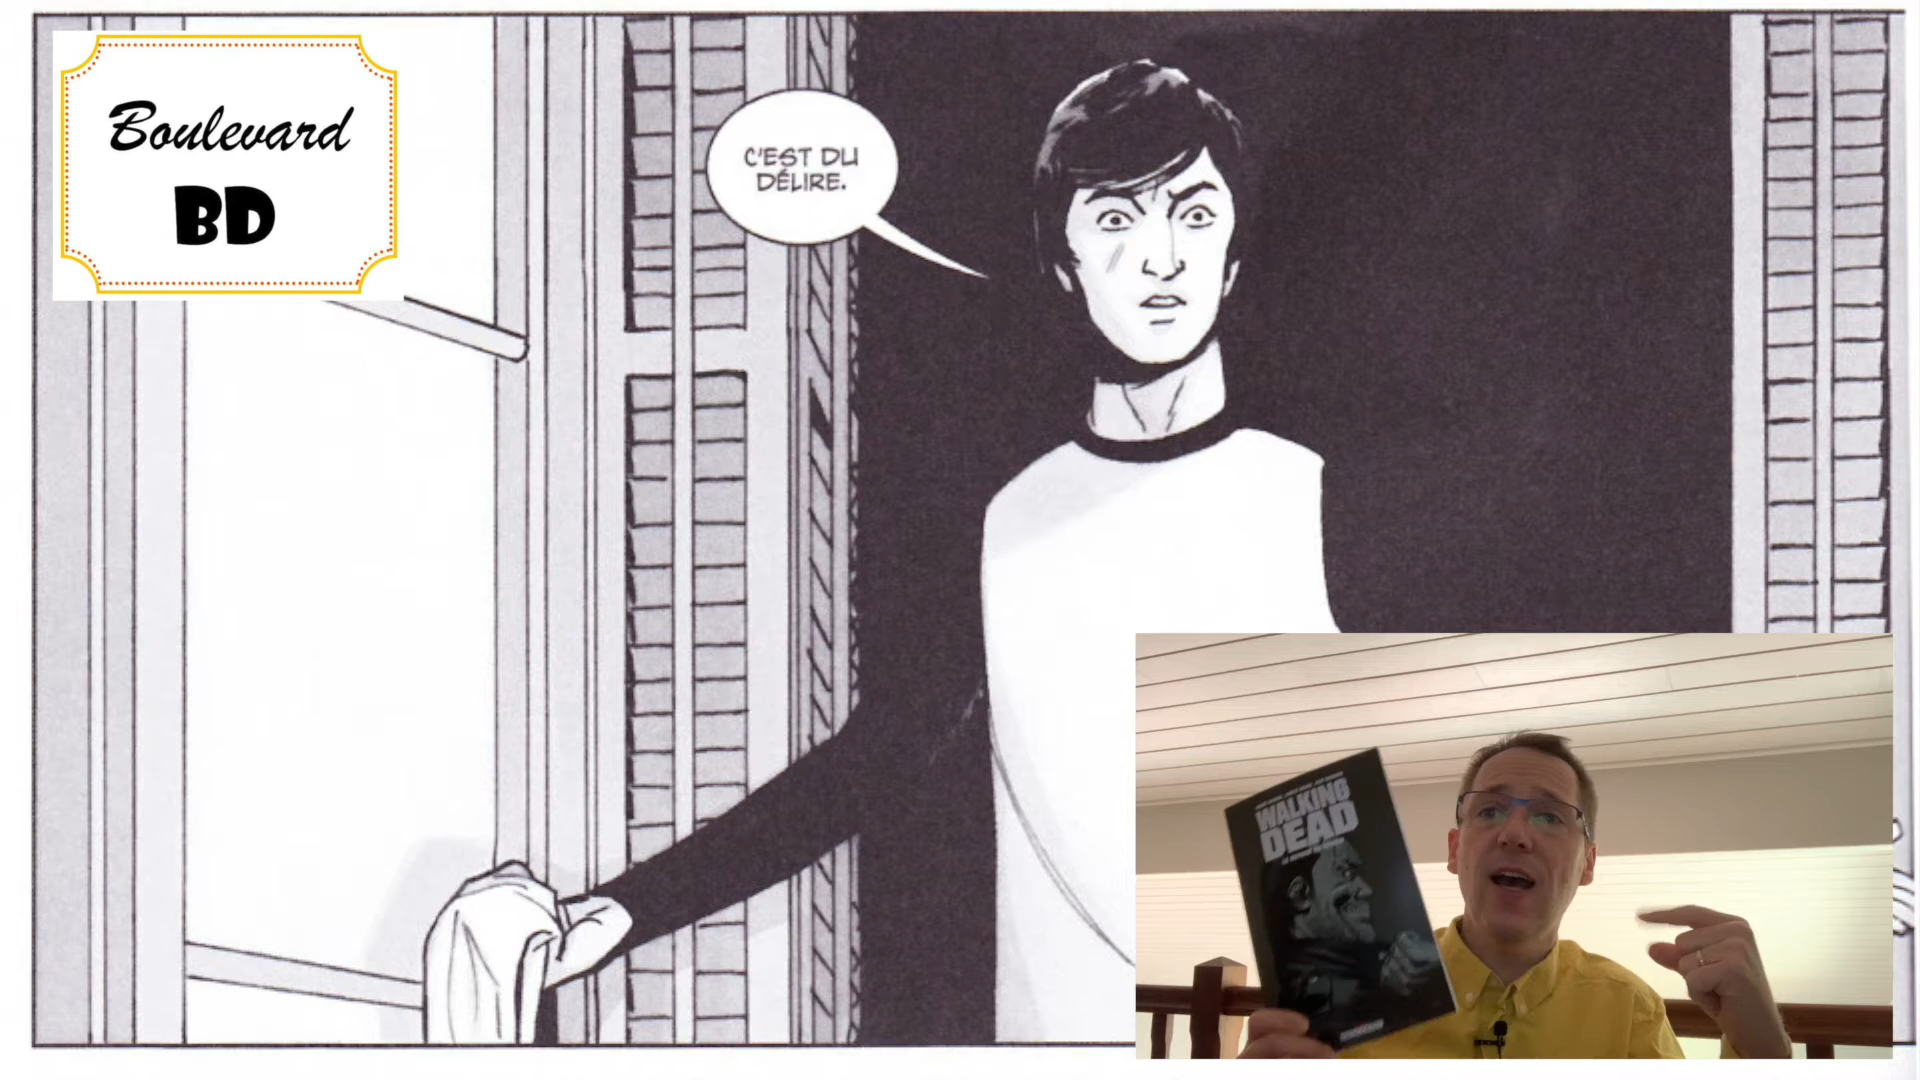 Boulevard
BD
C'EST DU
DÉLIRE.
WALKING
DEAD